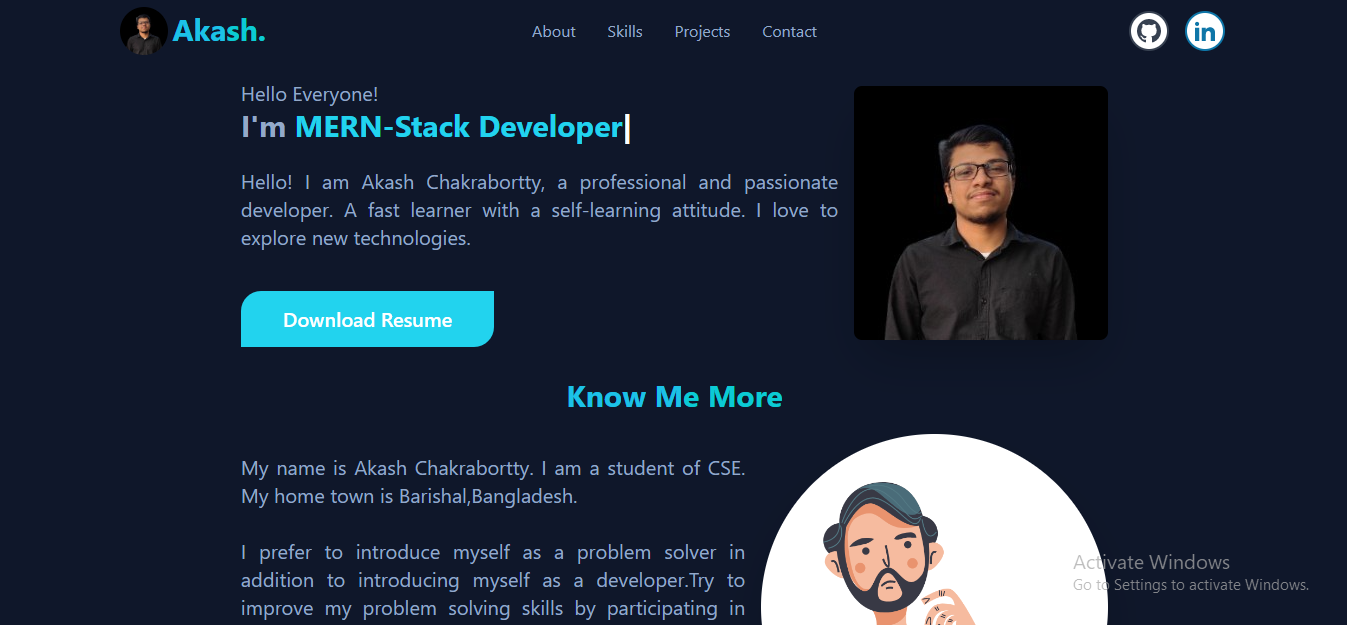 Akash.
About
Skills
Projects
Contact
in
Hello Everyone!
I'm MERN-Stack Developer|
Hello! I am Akash Chakrabortty, a professional and passionate
developer. A fast learner with a self-learning attitude. I love to
explore new technologies.
Download Resume
Know Me More
My name is Akash Chakrabortty. I am a student of CSE.
My home town is Barishal,Bangladesh.
I prefer to introduce myself as a problem solver in
addition to introducing myself as a developer.Try to
improve my problem solving skills by participating in
Activate Windows
Go to Settings to activate Windows.